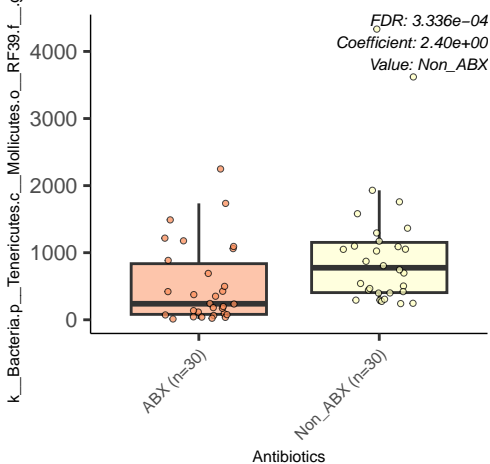 FDR: 3.336e−04
Coefficient: 2.40e+00
Value: Non_ABX
k__Bacteria.p__Tenericutes.c__Mollicutes.o__RF39.f__.g
4000
3000
2000
1000
0
ABX (n=30)
Non_ABX (n=30)
Antibiotics